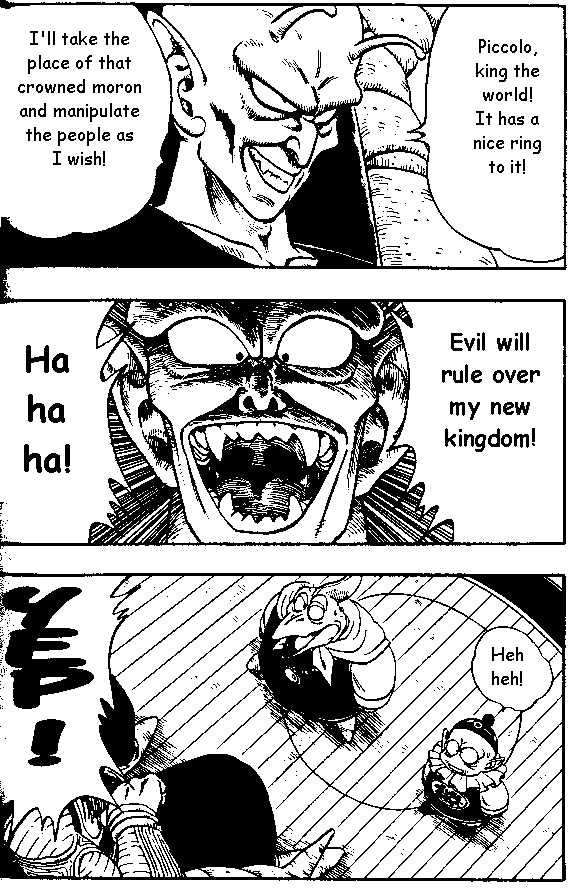 Piccolo,
king the
world!
It has a
nice ring
to it!
I'll take the
place of that
crowned moron
and manipulate
the people as
I wish!
Evil will
rule over
my new
kingdom!
Ha
ha
ha!
Heh
heh!
YEP!